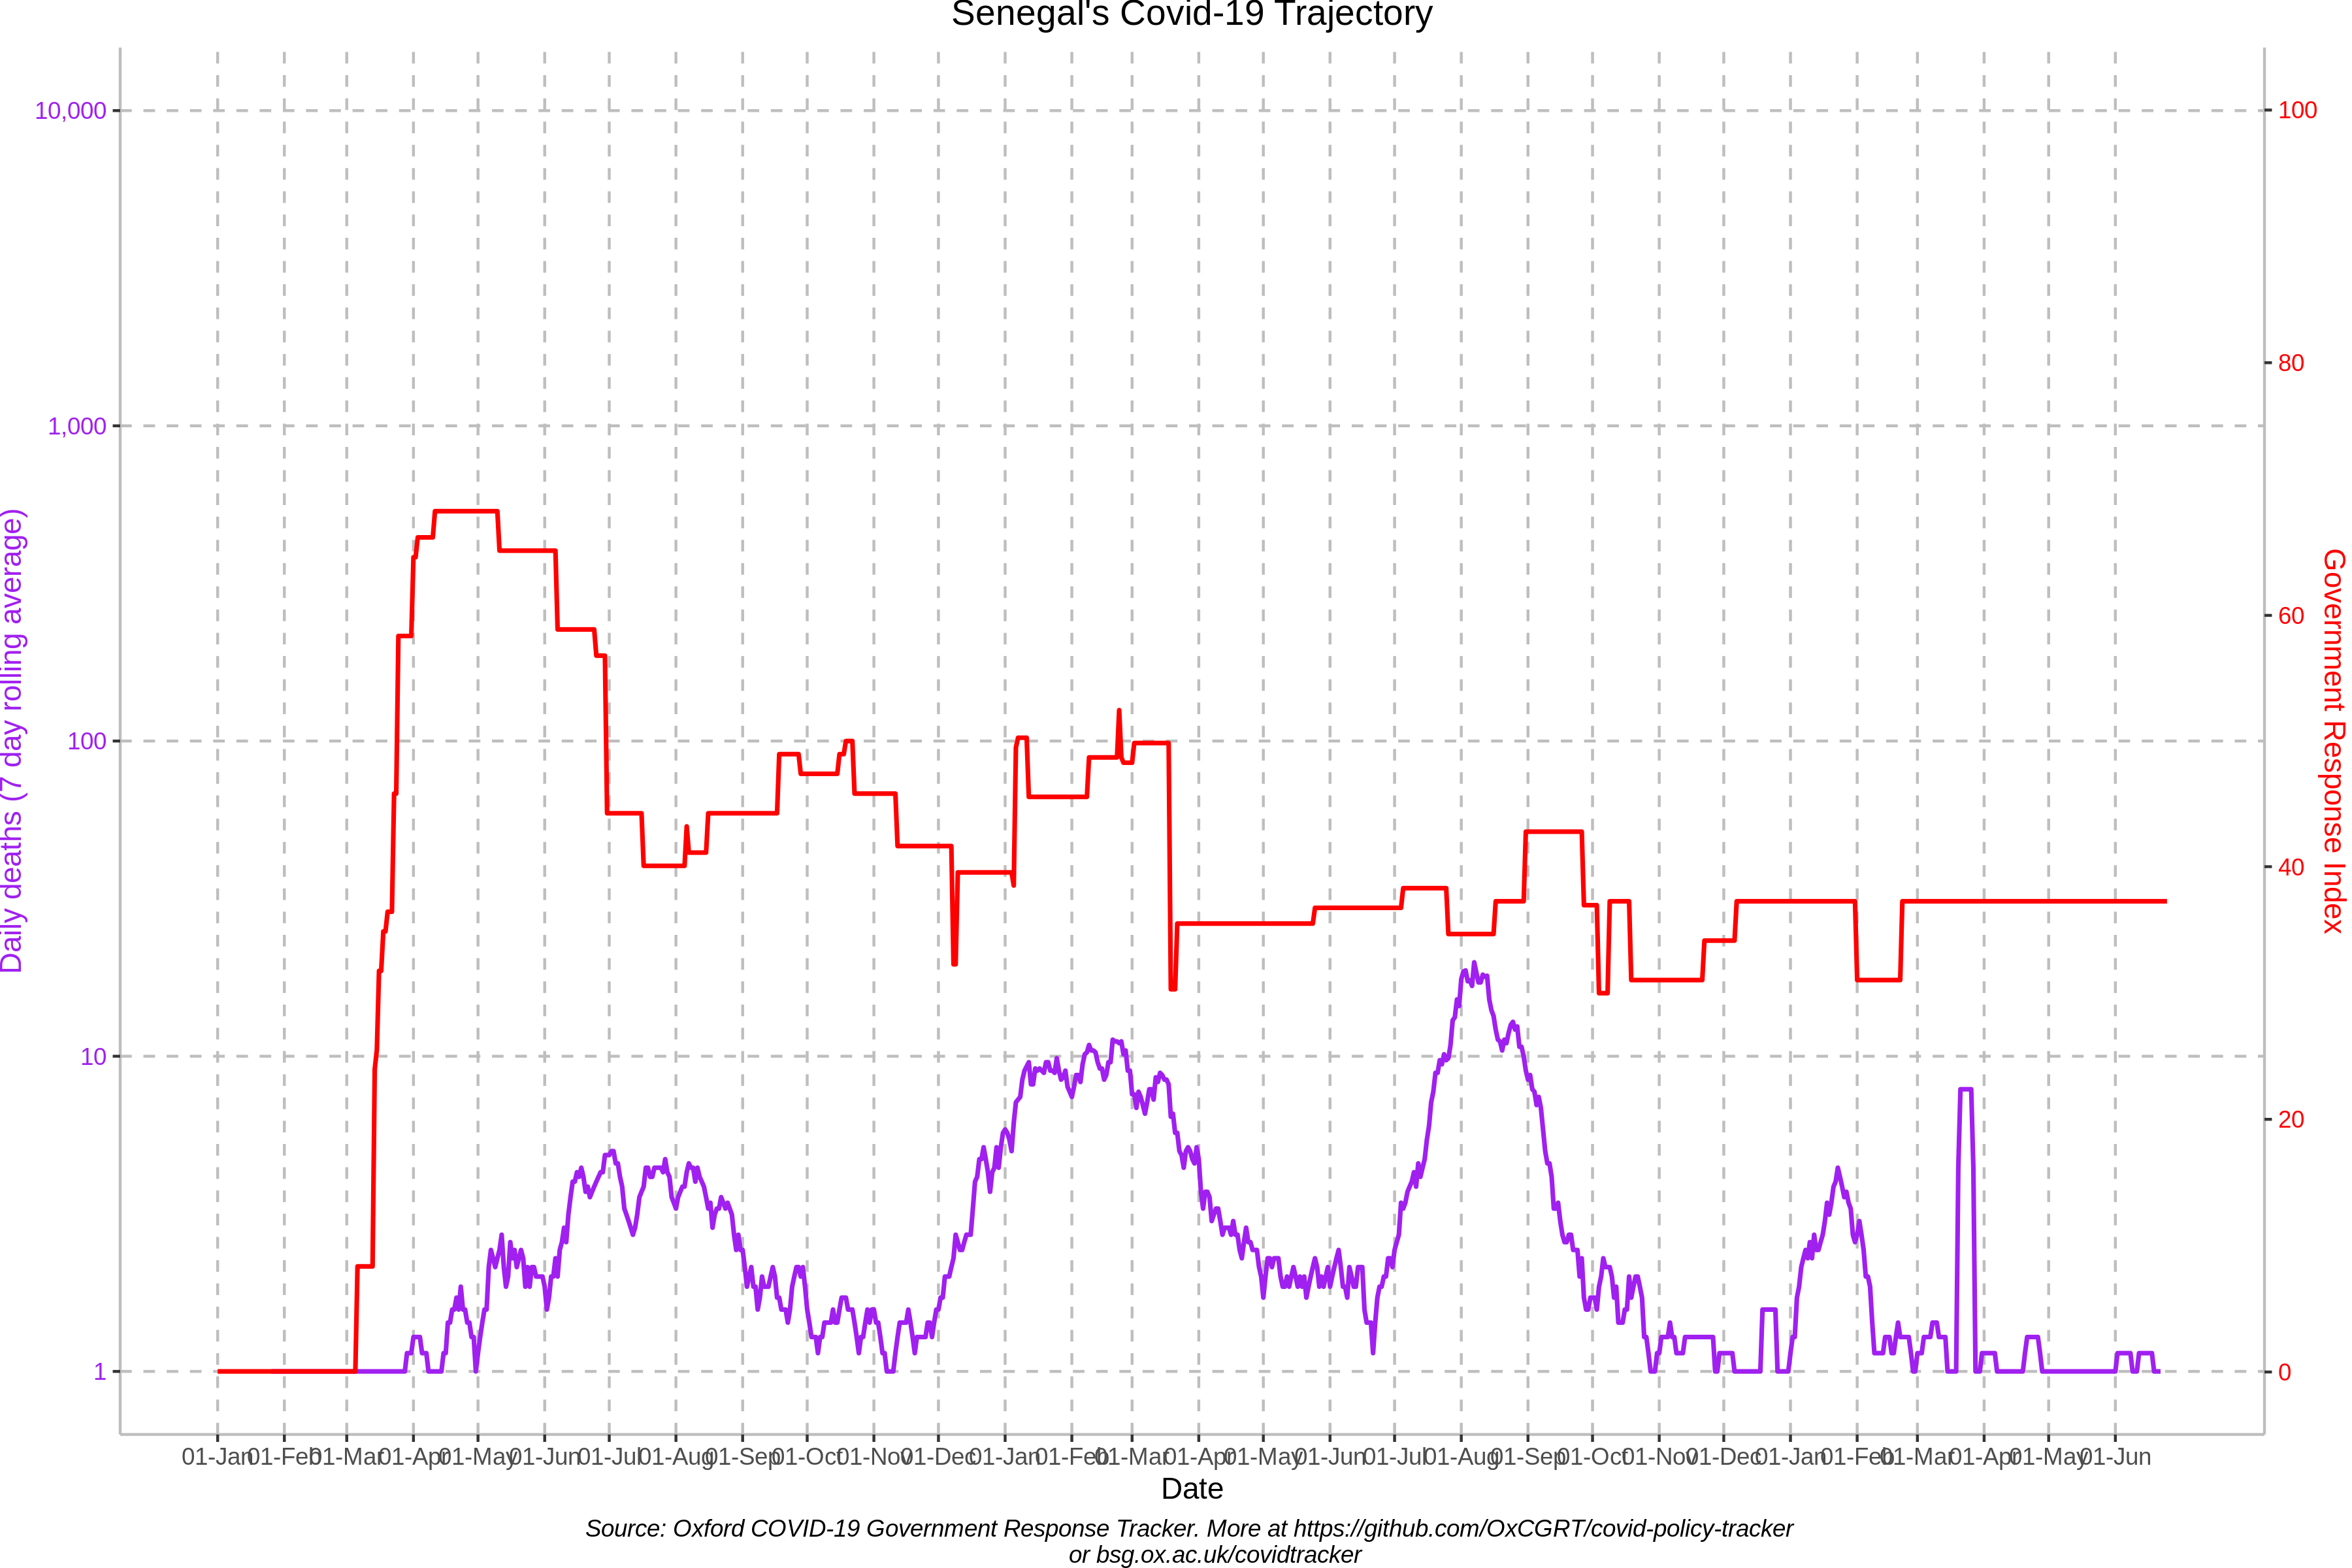 Senegal's Covid-19 Trajectory
10,000
1,000
100
10
1
Daily deaths (7 day rolling average)
100
80
60
40
20
0
Government Response Index
01-Jan 01-Feb 01-Mar 01-Apr 01-May 01-Jun 01-Jul 01-Aug 01-Sep 01-Oct 01-Nov 01-Dec 01-Jan 01-Feb 01-Mar 01-Apr 01-May 01-Jun 01-Jul 01-Aug 01-Sep 01-Oct 01-Nov 01-Dec 01-Jan 01-Feb 01-Mar 01-Apr 01-May 01-Jun
Date
Source: Oxford COVID-19 Government Response Tracker. More at https://github.com/OxCGRT/covid-policy-tracker
or bsg.ox.ac.uk/covidtracker